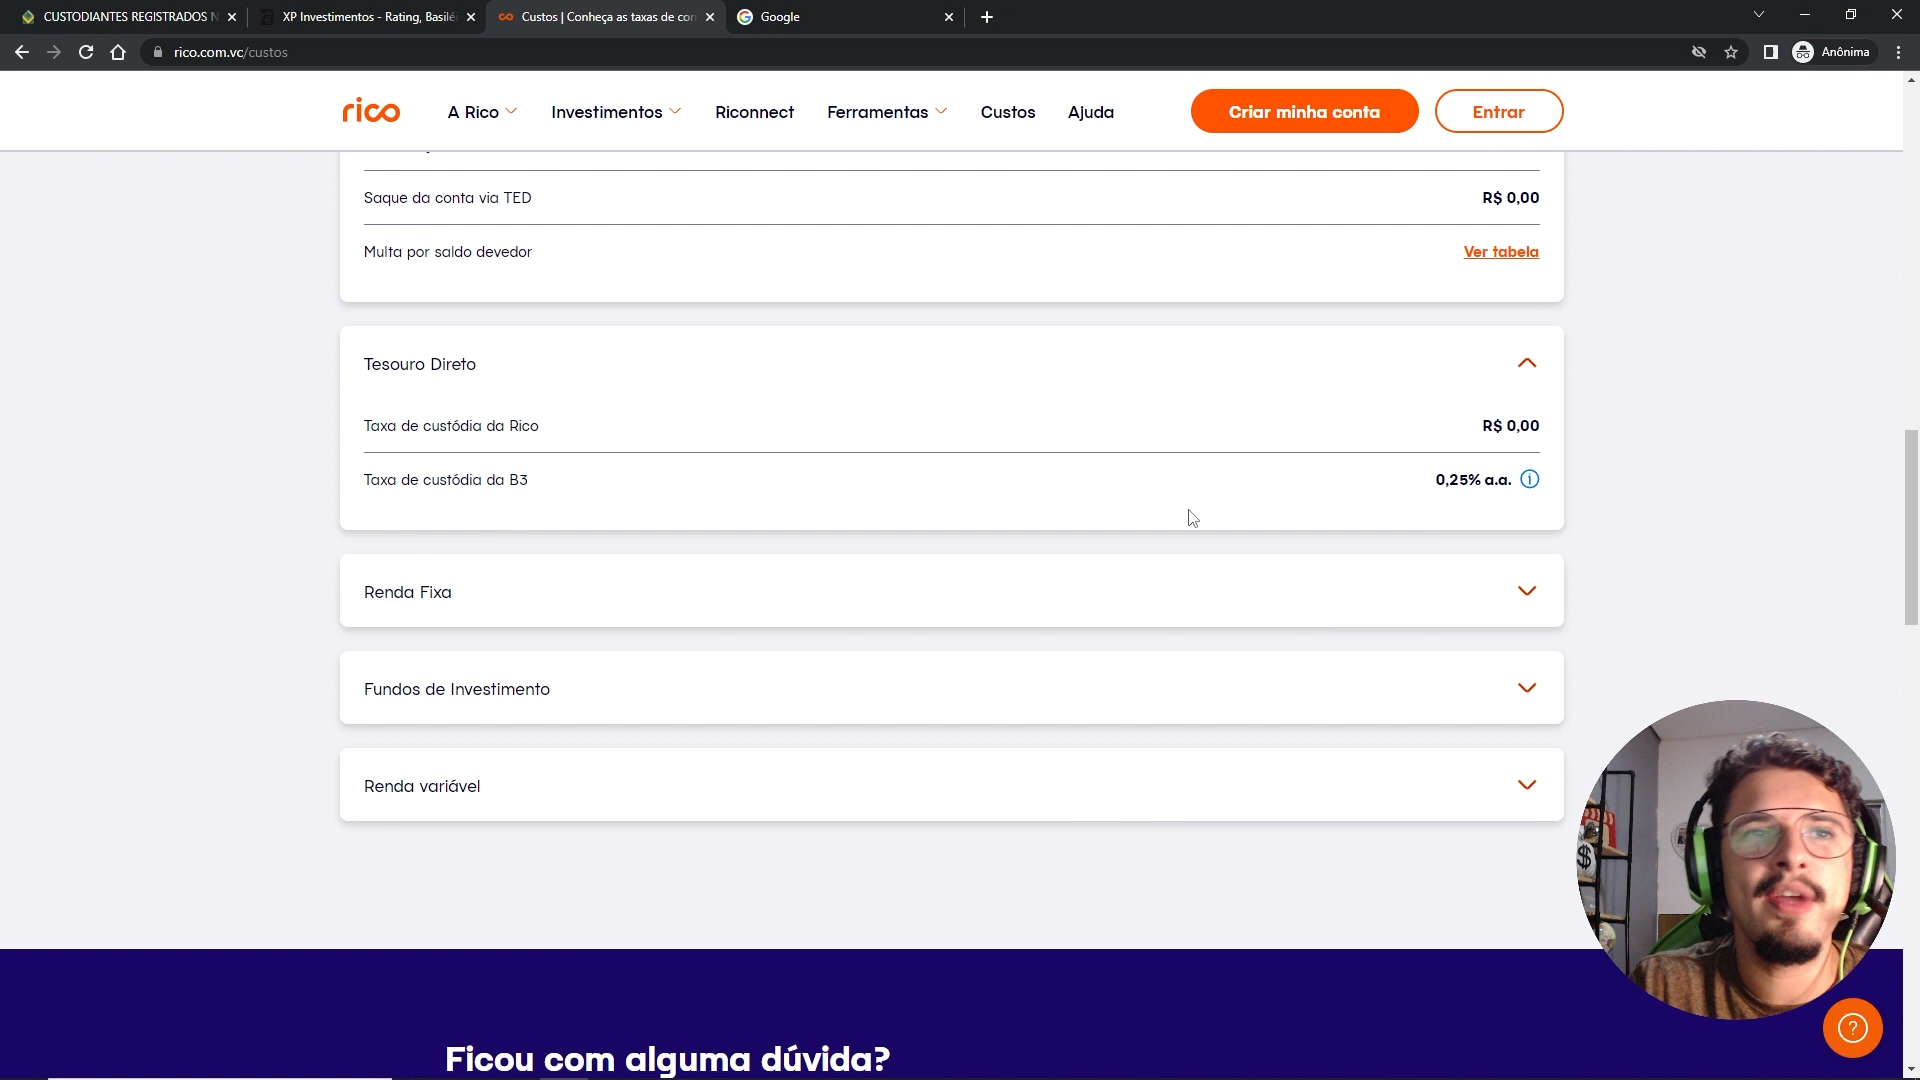 CUSTODIANTES REGISTRADOS N
XP Investimentos - Rating, Basilé
Custos | Conheça as taxas de cor
Google
rico.com.vc/custos
Anônima
rico
A Rico
Investimentos
Riconnect
Ferramentas
Custos
Ajuda
Criar minha conta
Entrar
Saque da conta via TED
R$ 0,00
Multa por saldo devedor
Ver tabela
Tesouro Direto
Taxa de custódia da Rico
R$ 0,00
Taxa de custódia da B3
0,25% a.a.
Renda Fixa
Fundos de Investimento
Renda variável
$
Ficou com alguma dúvida?
?